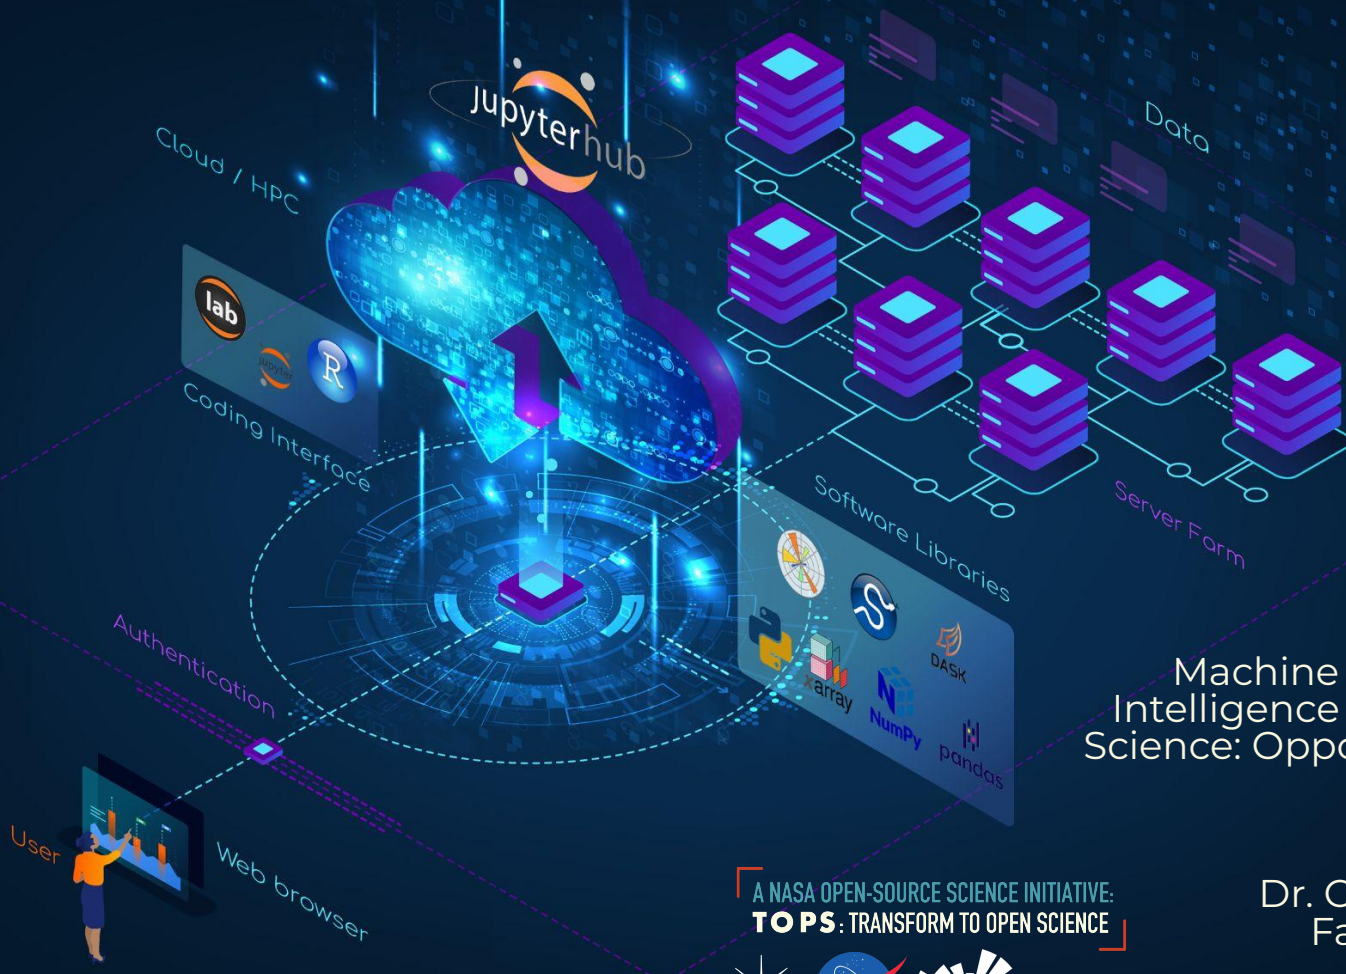 jupyterhub
Data
Cloud / HPC
lab
jupyter
R
Coding Interface
Software Libraries
Server Farm
DASK
xarray
NumPy
pandas
Authentication
Machine
Intelligence
Science: Oppo
User
Web browser
A NASA OPEN-SOURCE SCIENCE INITIATIVE:
TOPS: TRANSFORM TO OPEN SCIENCE
Dr. C
Fa